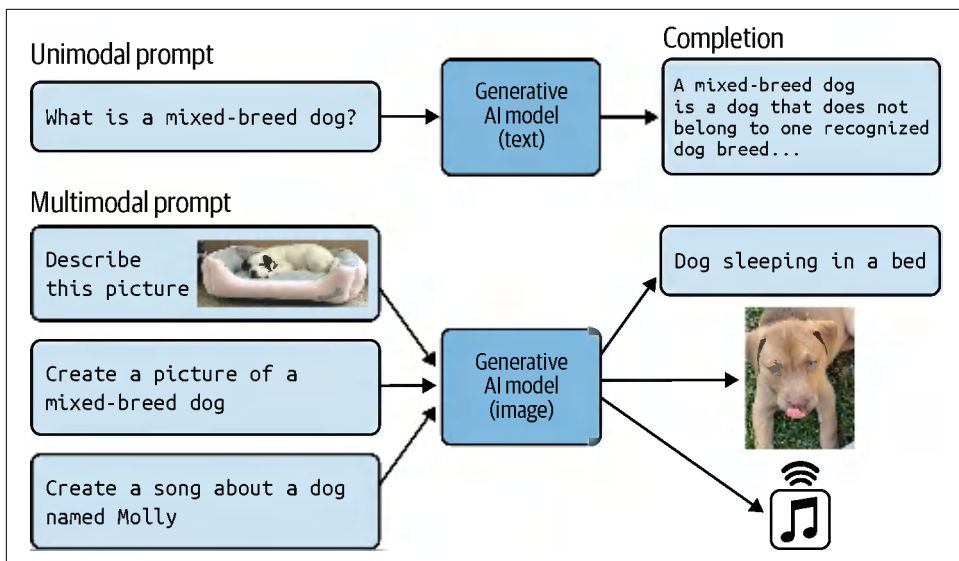 Unimodal prompt
What is a mixed-breed dog?
Generative
AI model
(text)
Completion
A mixed-breed dog
is a dog that does not
belong to one recognized
dog breed...
Multimodal prompt
Describe
this picture
Create a picture of a
mixed-breed dog
Create a song about a dog
named Molly
Generative
AI model
(image)
Dog sleeping in a bed